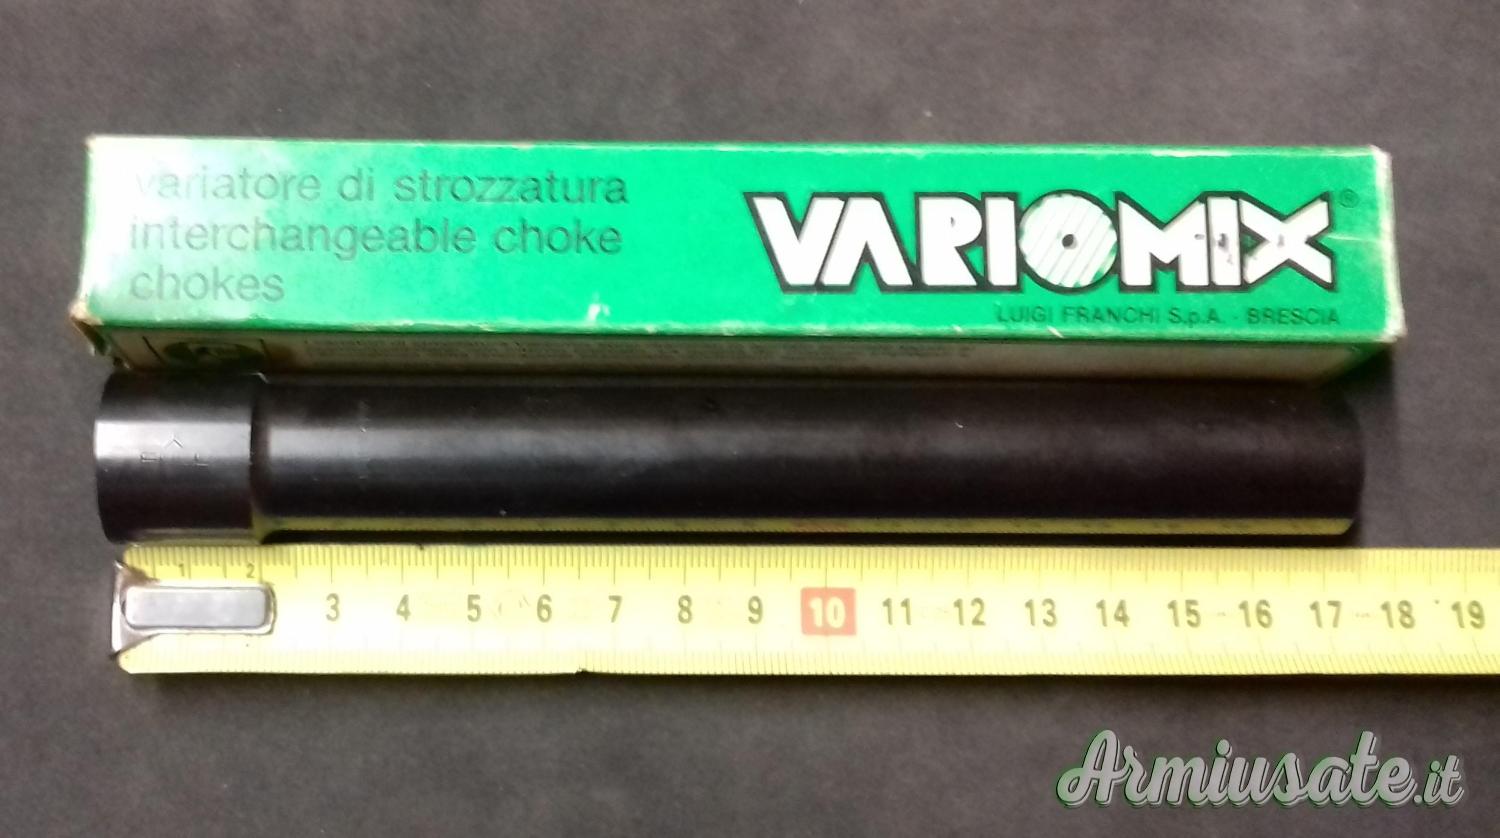 variatore di strozzatura
interchangeable choke
chokes
VARIOMIX®
LUIGI FRANCHI S.p.A. - BRESCIA
1 2 3 4 5 6 7 8 9 10 11 12 13 14 15 16 17 18 19
Armiusate.it